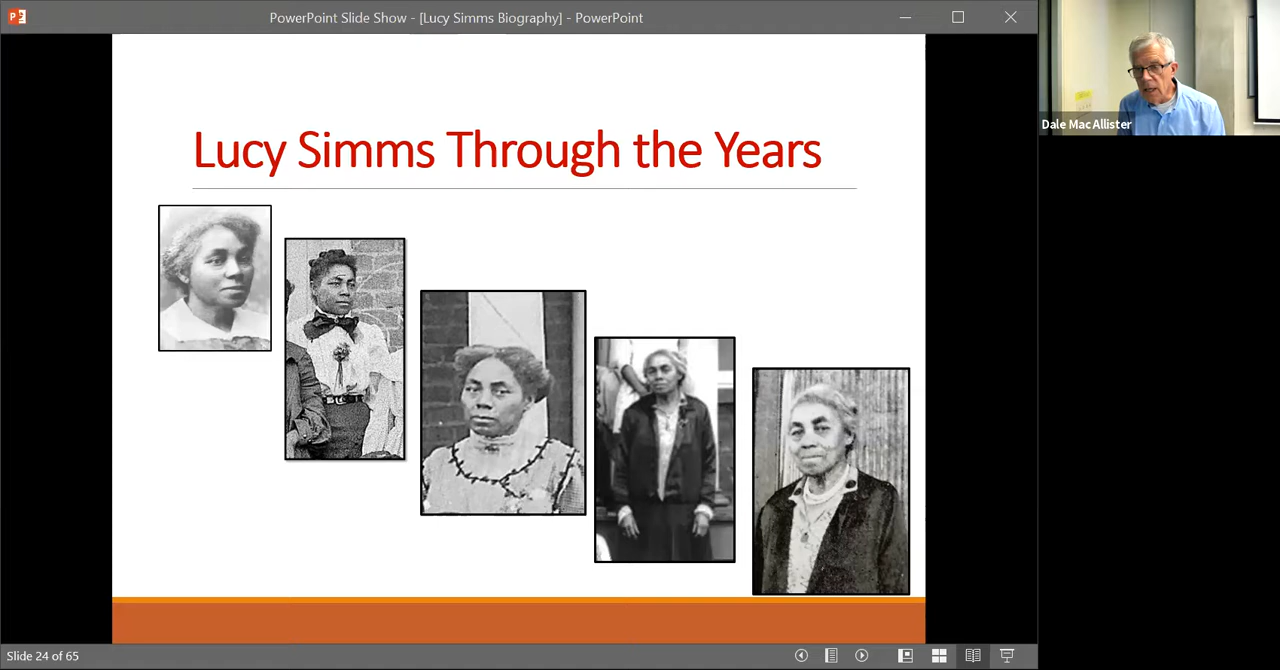 PowerPoint Slide Show - [Lucy Simms Biography] - PowerPoint
Dale Mac Allister
Lucy Simms Through the Years
Slide 24 of 65